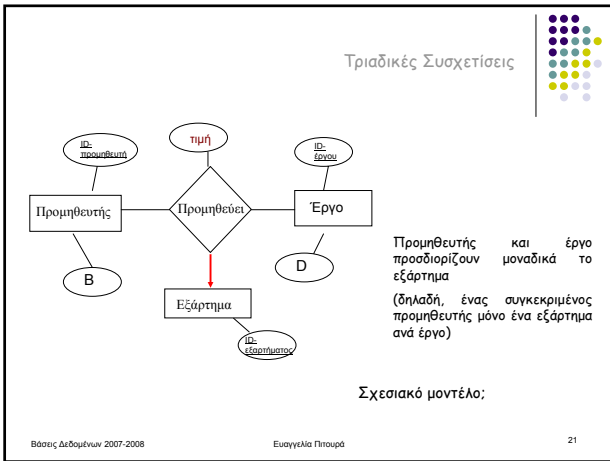 Τριαδικές Συσχετίσεις
ID-
προμηθευτή
τιμή
ID-
έργου
Προμηθευτής
Προμηθεύει
Έργο
B
D
Εξάρτημα
ID-
εξαρτήματος
Προμηθευτής και έργο
προσδιορίζουν μοναδικά το
εξάρτημα
(δηλαδή, ένας συγκεκριμένος
προμηθευτής μόνο ένα εξάρτημα
ανά έργο)
Σχεσιακό μοντέλο;
Βάσεις Δεδομένων 2007-2008
Ευαγγελία Πιτουρά
21